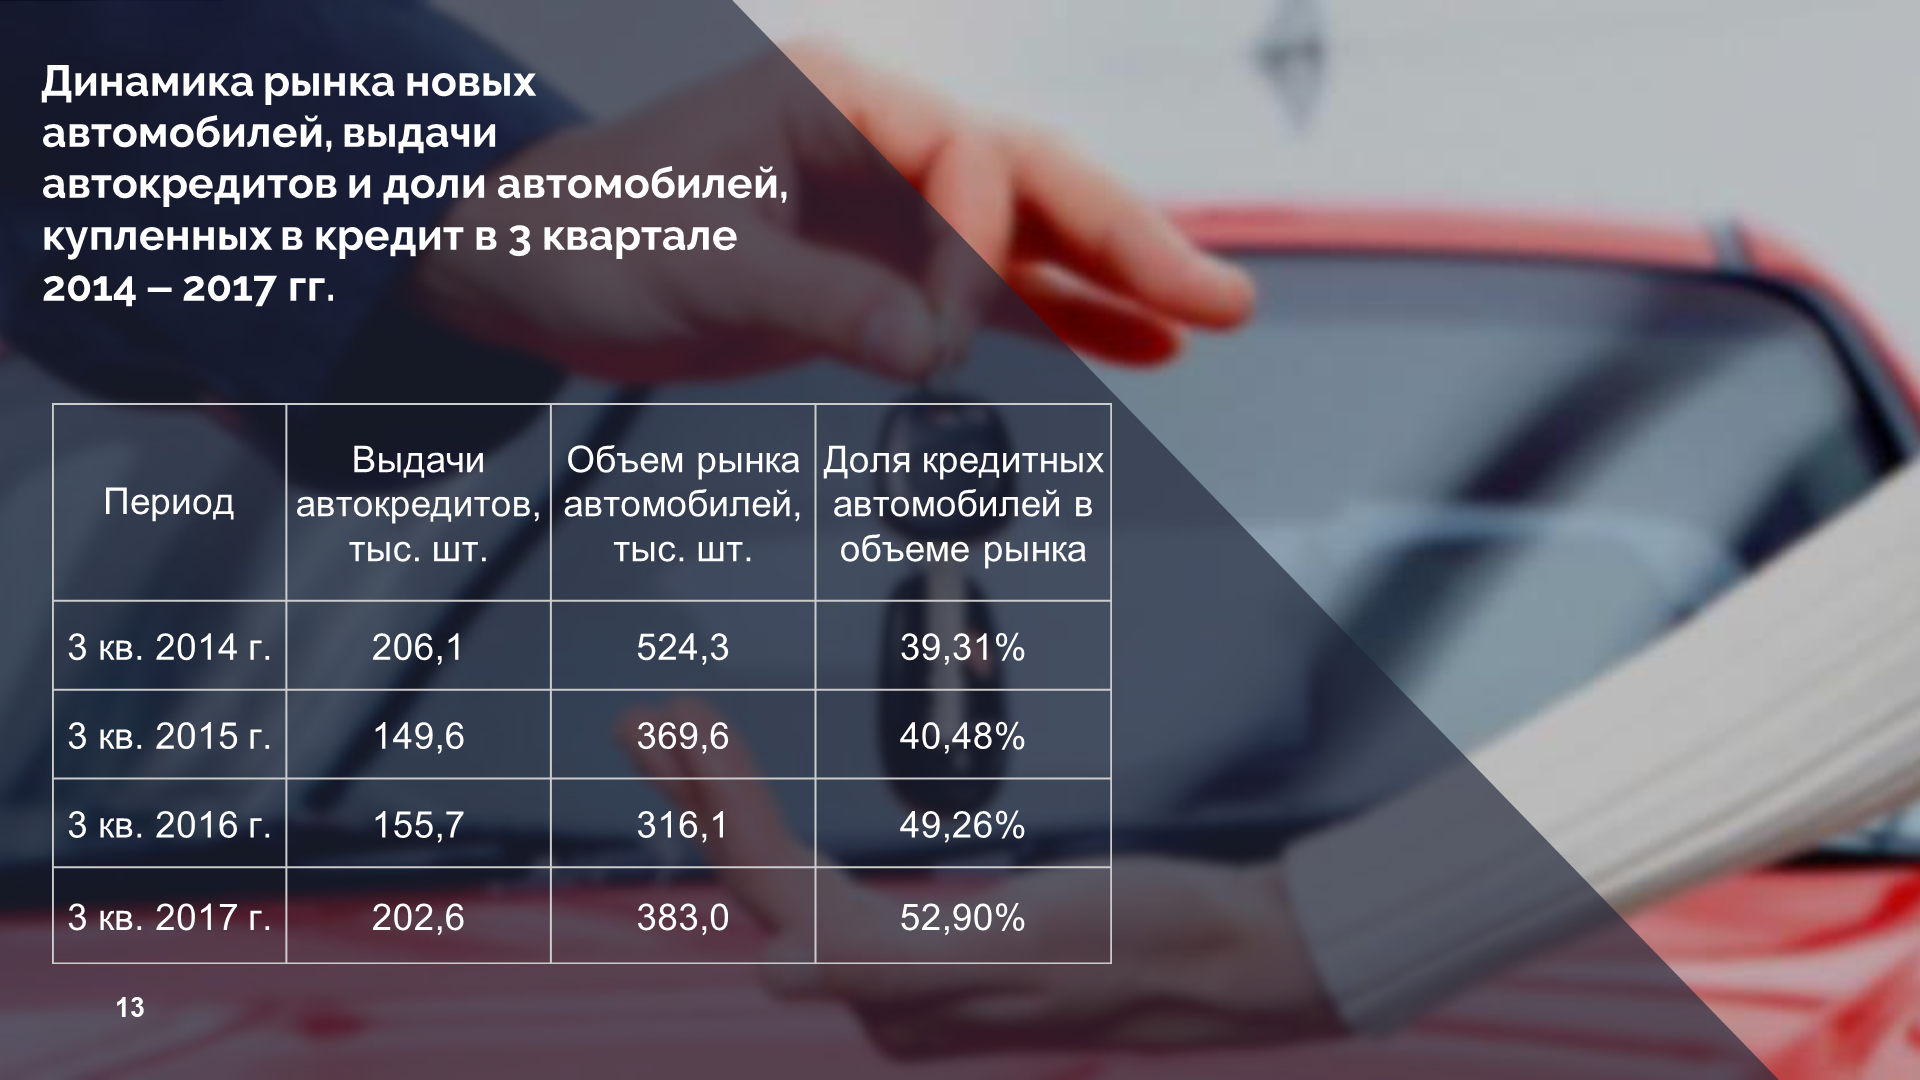 Динамика рынка новых
автомобилей, выдачи
автокредитов и доли автомобилей,
купленных в кредит в 3 квартале
2014 – 2017 гг.
Период
Выдачи
автокредитов,
тыс. шт.
Объем рынка
автомобилей,
тыс. шт.
Доля кредитных
автомобилей в
объеме рынка
3 кв. 2014 г.
206,1
524,3
39,31%
3 кв. 2015 г.
149,6
369,6
40,48%
3 кв. 2016 г.
155,7
316,1
49,26%
3 кв. 2017 г.
202,6
383,0
52,90%
13